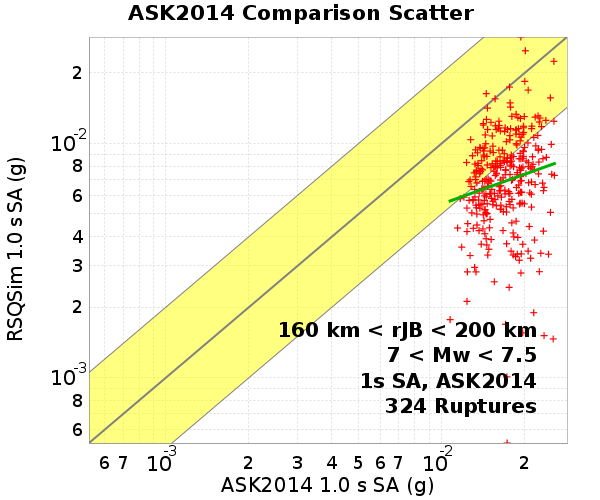 ASK2014 Comparison Scatter
RSQSim 1.0 s SA (g)
2
10-2
8
6
4
3
2
10-3
8
6
160 km < rJB < 200 km
7 < Mw < 7.5
1s SA, ASK2014
324 Ruptures
6 7 10-3 2 3 4 5 6 7 10-2 2
ASK2014 1.0 s SA (g)